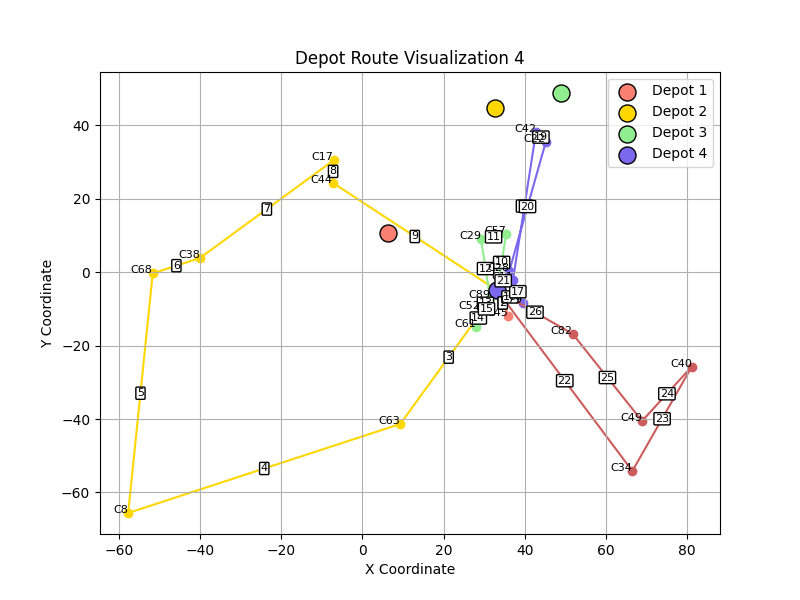 Depot Route Visualization 4
Depot 1
Depot 2
Depot 3
Depot 4
Y Coordinate
X Coordinate
40
20
0
−20
−40
−60
−60
−40
−20
0
20
40
60
80
C42
19
C22
C17
8
C44
7
20
9
C57
C29
11
C38
6
C68
10
12
21
17
C89
C52
15
14
C61
26
C82
3
22
25
C40
5
24
C63
C49
23
4
C34
C8